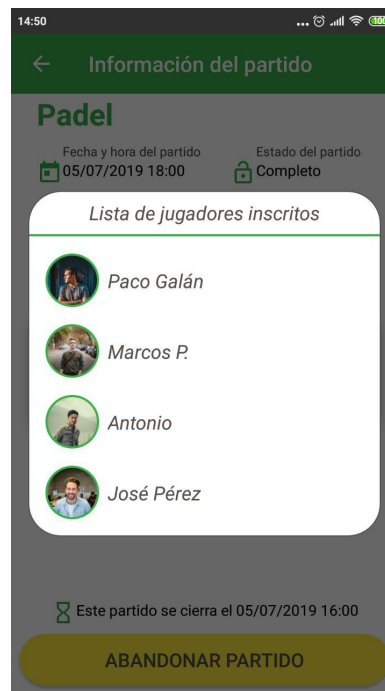 14:50
... 100
Información del partido
Padel
Fecha y hora del partido
Estado del partido
05/07/2019 18:00
Completo
Lista de jugadores inscritos
Paco Galán
Marcos P.
Antonio
José Pérez
Este partido se cierra el 05/07/2019 16:00
ABANDONAR PARTIDO